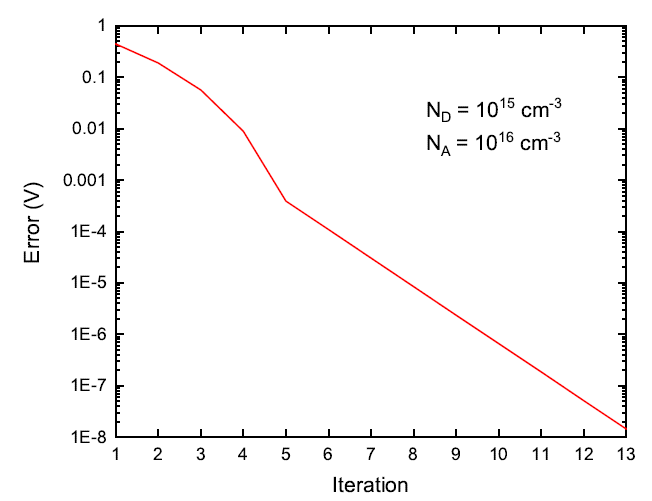 1
0.1
0.01
0.001
1E-4
1E-5
1E-6
1E-7
1E-8
Error (V)
N_D = 10^15 cm^-3
N_A = 10^16 cm^-3
1 2 3 4 5 6 7 8 9 10 11 12 13
Iteration